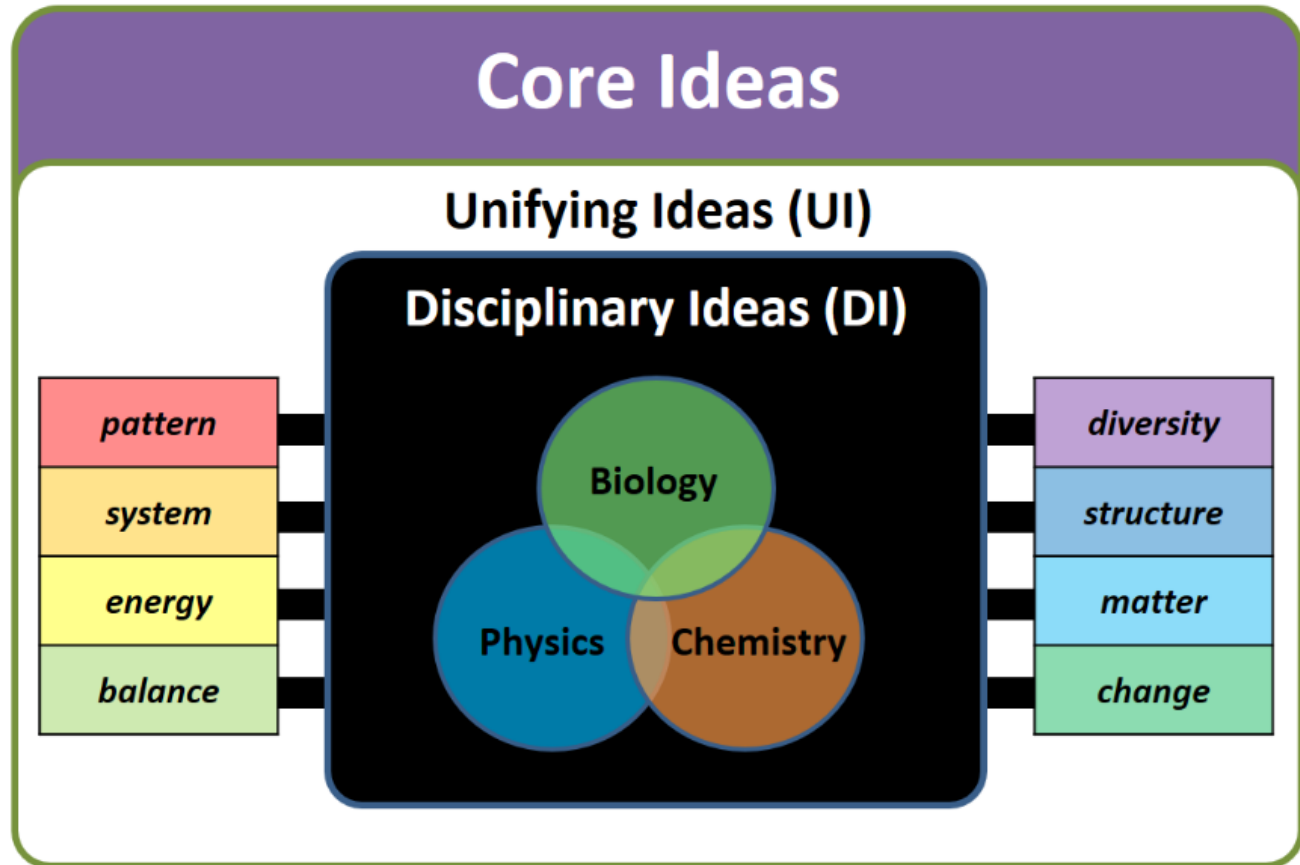 Core Ideas
Unifying Ideas (UI)
Disciplinary Ideas (DI)
pattern
system
energy
balance
Biology
Physics
Chemistry
diversity
structure
matter
change